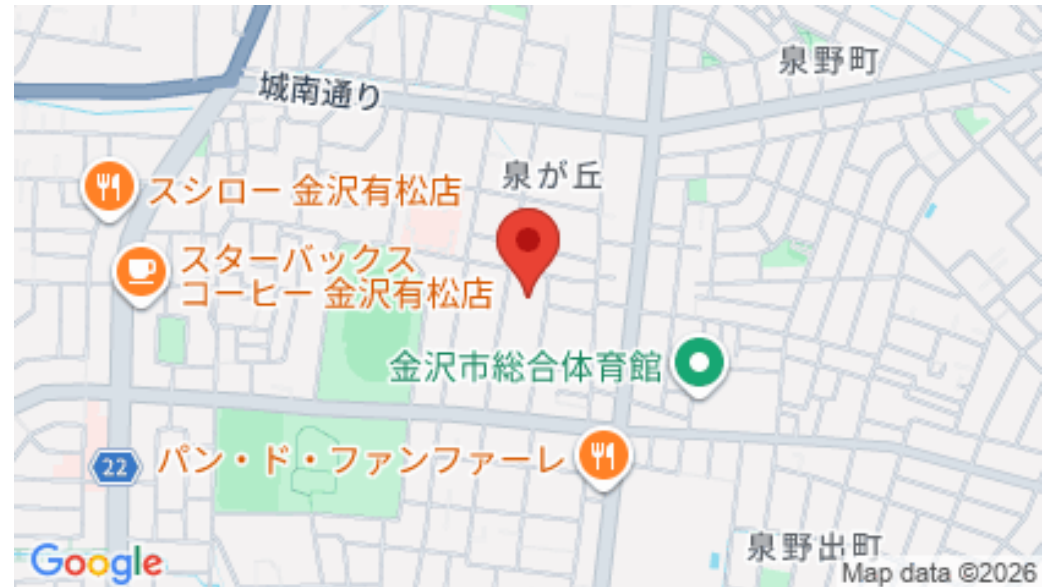 泉野町
城南通り
泉が丘
スシロー 金沢有松店
スターバックス
コーヒー 金沢有松店
金沢市総合体育館
パン・ド・ファンファーレ
22
泉野出町
Google
Map data ©2026